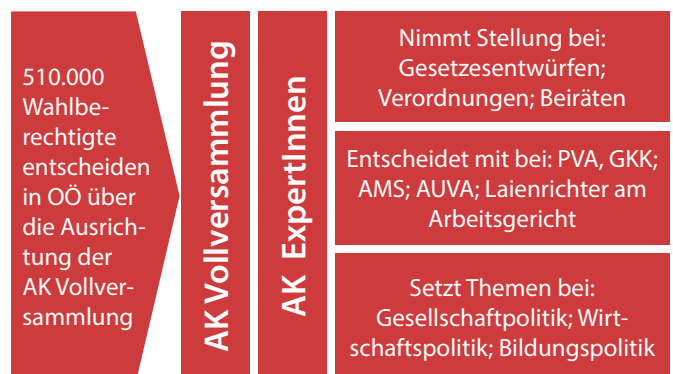 510.000
Wahlbe-
rechtigte
entscheiden
in OÖ über
die Ausrich-
tung der
AK Vollver-
sammlung
AK Vollversammlung
AK ExpertInnen
Nimmt Stellung bei:
Gesetzesentwürfen;
Verordnungen; Beiräten
Entscheidet mit bei: PVA, GKK;
AMS; AUVA; Laienrichter am
Arbeitsgericht
Setzt Themen bei:
Gesellschaftpolitik; Wirt-
schaftspolitik; Bildungspolitik